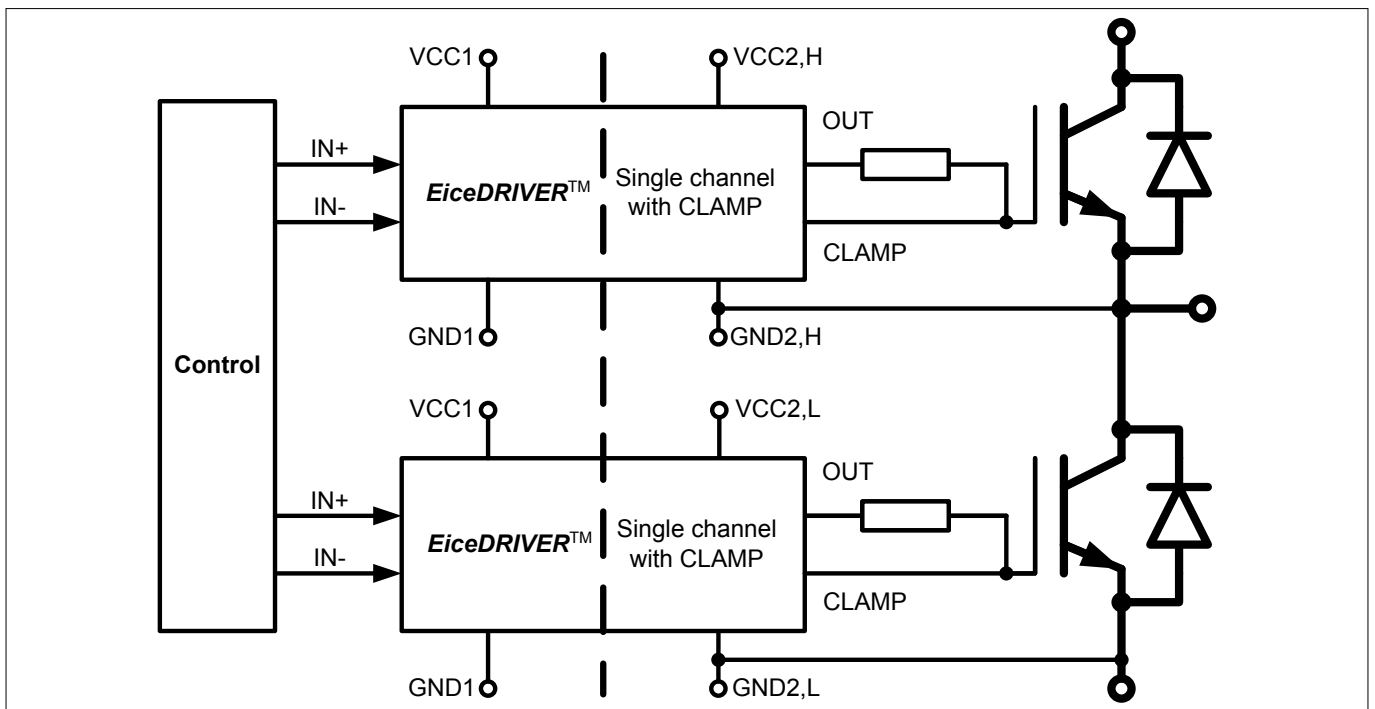 VCC1
VCC2,H
OUT
IN+
IN-
EiceDRIVER™
Single channel
with CLAMP
CLAMP
GND1
GND2,H
Control
VCC1
VCC2,L
OUT
IN+
IN-
EiceDRIVER™
Single channel
with CLAMP
CLAMP
GND1
GND2,L